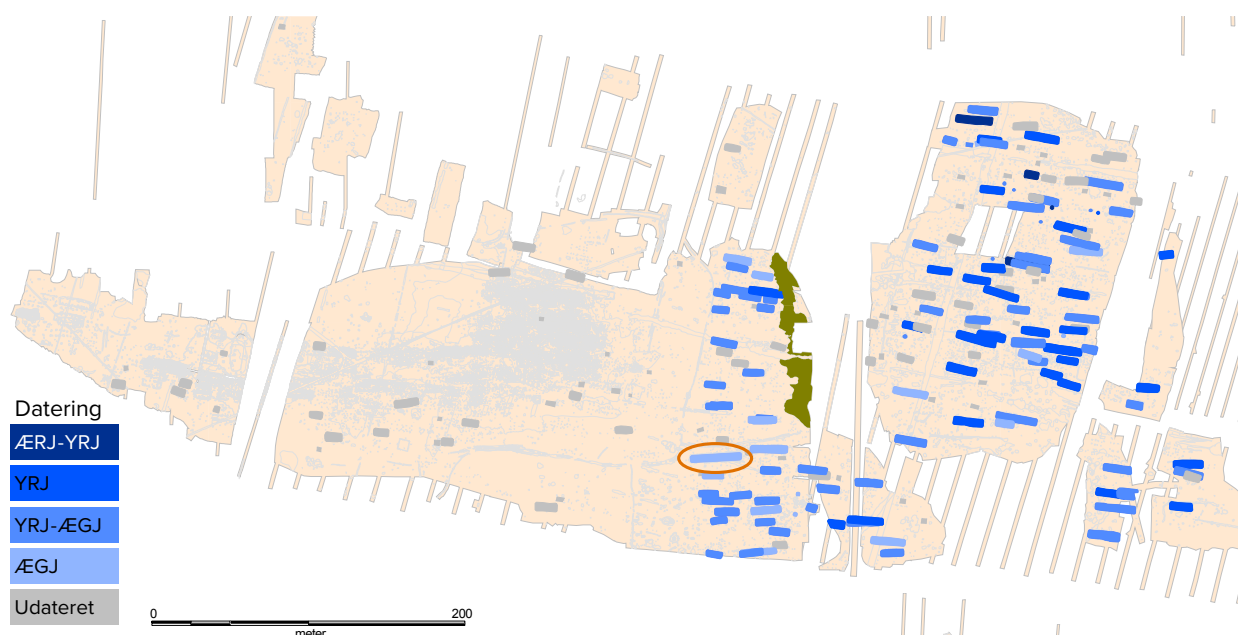 Datering
ÆRJ-YRJ
YRJ
YRJ-ÆGJ
ÆGJ
Udateret
0 200
meter